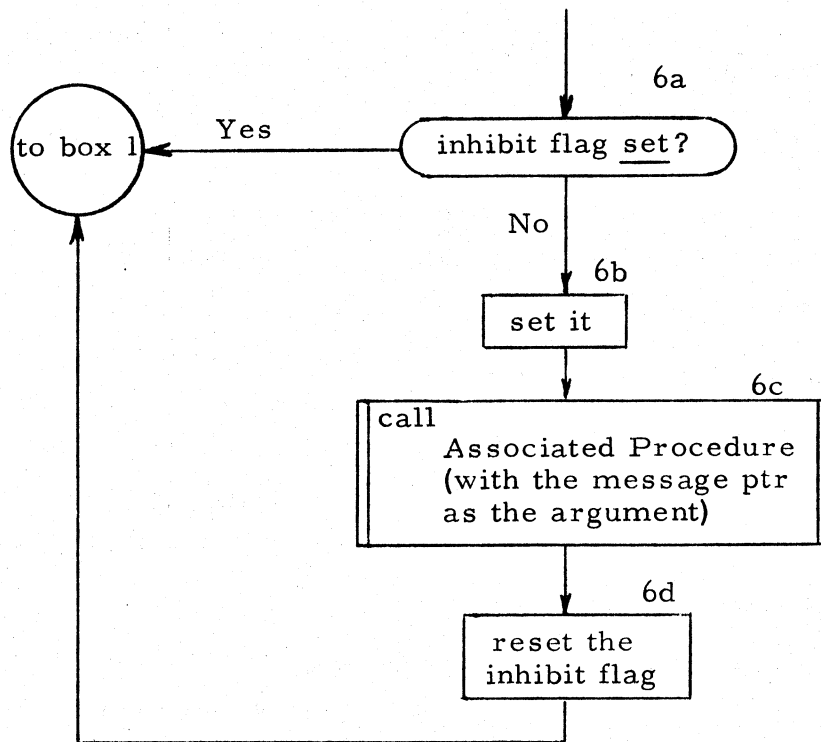 6a
to box 1
Yes
inhibit flag set?
No
6b
set it
6c
call
Associated Procedure
(with the message ptr
as the argument)
6d
reset the
inhibit flag